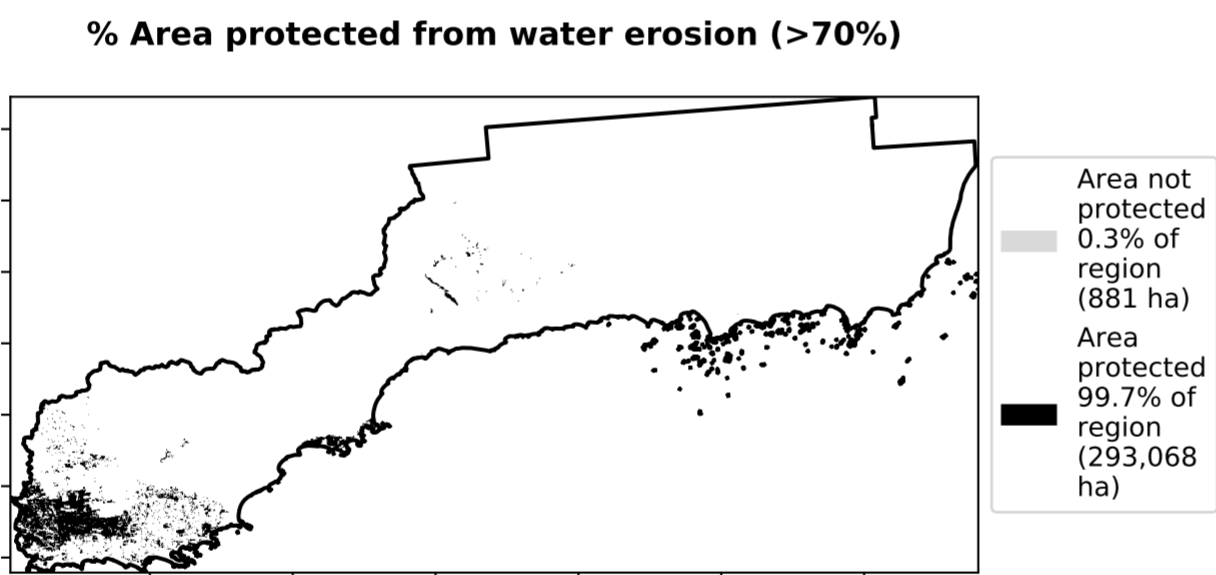 % Area protected from water erosion (>70%)
Area not
protected
0.3% of
region
(881 ha)
Area
protected
99.7% of
region
(293,068
ha)